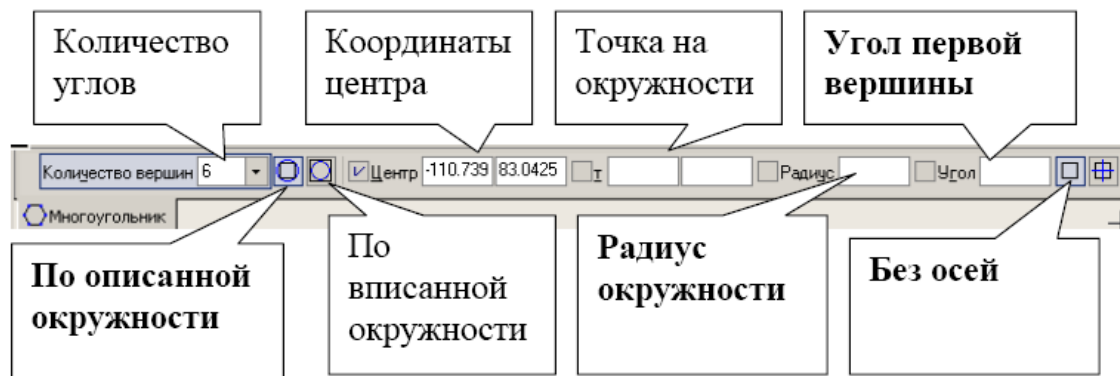 Количество
углов
Координаты
центра
Точка на
окружности
Угол первой
вершины
Количество вершин 6 Центр -110.739 83.0425 т Радиус Угол
Многоугольник
По описанной
окружности
По
вписанной
окружности
Радиус
окружности
Без осей